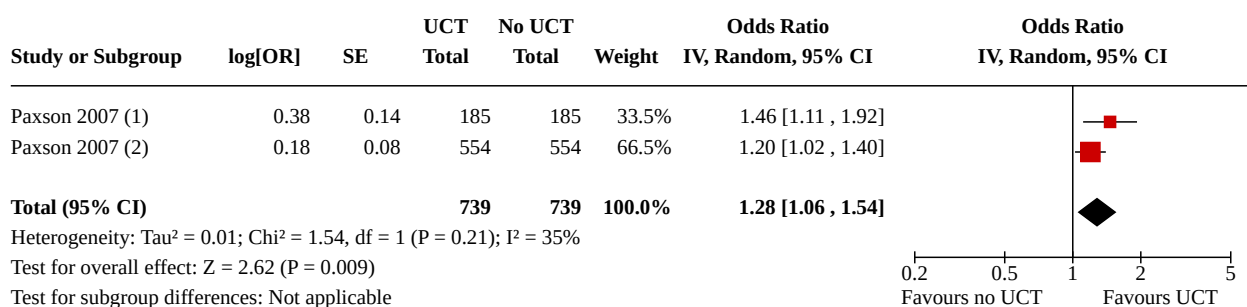 UCT No UCT Odds Ratio Odds Ratio
Study or Subgroup log[OR] SE Total Total Weight IV, Random, 95% CI IV, Random, 95% CI
Paxson 2007 (1) 0.38 0.14 185 185 33.5% 1.46 [1.11 , 1.92]
Paxson 2007 (2) 0.18 0.08 554 554 66.5% 1.20 [1.02 , 1.40]
Total (95% CI) 739 739 100.0% 1.28 [1.06 , 1.54]
Heterogeneity: Tau² = 0.01; Chi² = 1.54, df = 1 (P = 0.21); I² = 35%
Test for overall effect: Z = 2.62 (P = 0.009)
0.2 0.5 1 2 5
Test for subgroup differences: Not applicable Favours no UCT Favours UCT